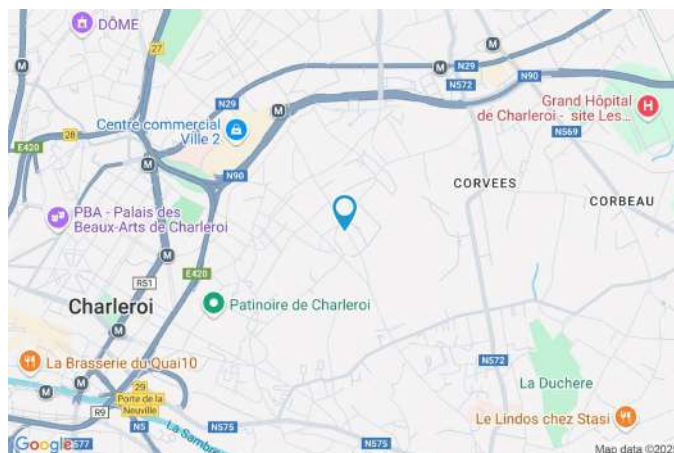 DÔME
27
N29
N572
N90
Grand Hôpital
de Charleroi - site Les...
N29
Centre commercial
Ville 2
28
E420
N569
N90
CORVEES
CORBEAU
PBA - Palais des
Beaux-Arts de Charleroi
E420
R51
Charleroi
Patinoire de Charleroi
La Brasserie du Quai10
N572
La Duchere
29
Porte de la
Neuville
R9
N5
La Sambre
N575
N575
Le Lindos chez Stasi
Google
N577
Map data ©2025
M
M
M
M
M
M
M
M
M
M
H